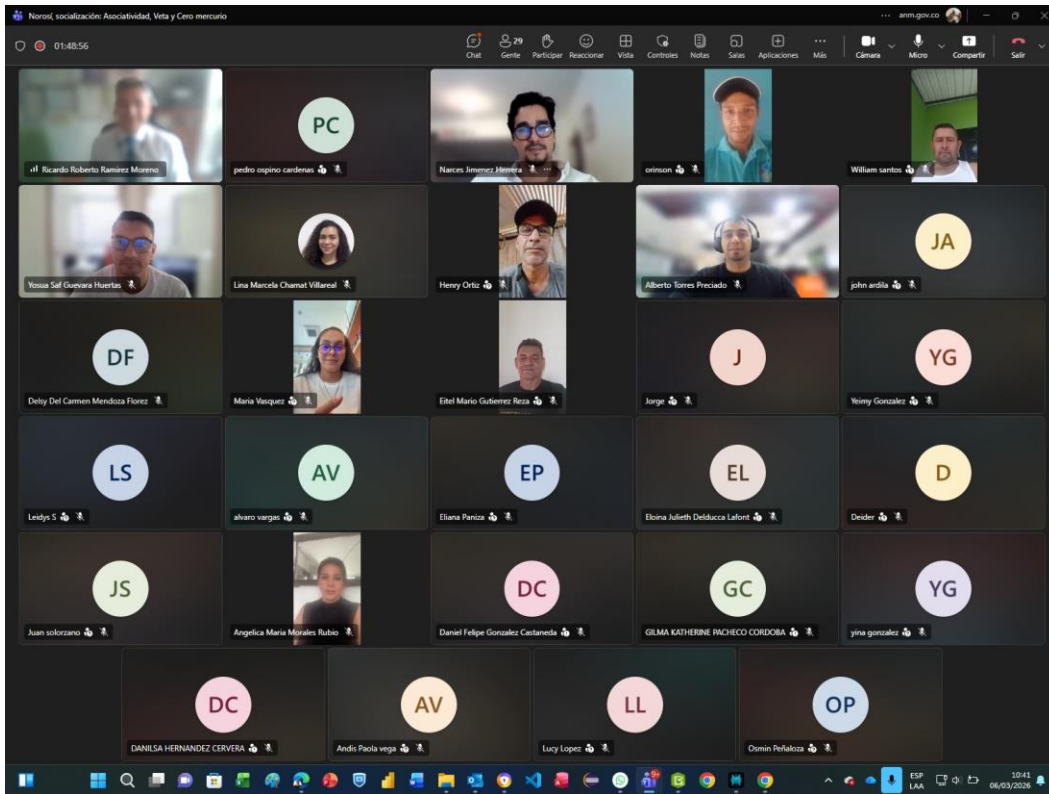 Norosí, socialización: Asociatividad, Veta y Cero mercurio
anm.gov.co
01:48:56
29
Chat Gente Participar Reaccionar Vista Controles Notas Salas Aplicaciones Más Cámara Micro Compartir Salir
PC
Ricardo Roberto Ramirez Moreno
pedro ospino cardenas
Narces Jimenez Herrera
orinson
William santos
JA
Yosua Saf Guevara Huertas
Lina Marcela Chamat Villareal
Henry Ortiz
Alberto Torres Preciado
john ardila
DF
J
YG
Delsy Del Carmen Mendoza Florez
Maria Vasquez
Eitel Mario Gutierrez Reza
Jorge
Yeimy Gonzalez
LS
AV
EP
EL
D
Leidys S
alvaro vargas
Eliana Paniza
Eloina Julieth Delducca Lafont
Deider
JS
DC
GC
YG
Juan solorzano
Angelica Maria Morales Rubio
Daniel Felipe Gonzalez Castaneda
GILMA KATHERINE PACHECO CORDOBA
yina gonzalez
DC
AV
LL
OP
DANILSA HERNANDEZ CERVERA
Andis Paola vega
Lucy Lopez
Osmin Peñaloza
9+
ESP
LAA
10:41
06/03/2026